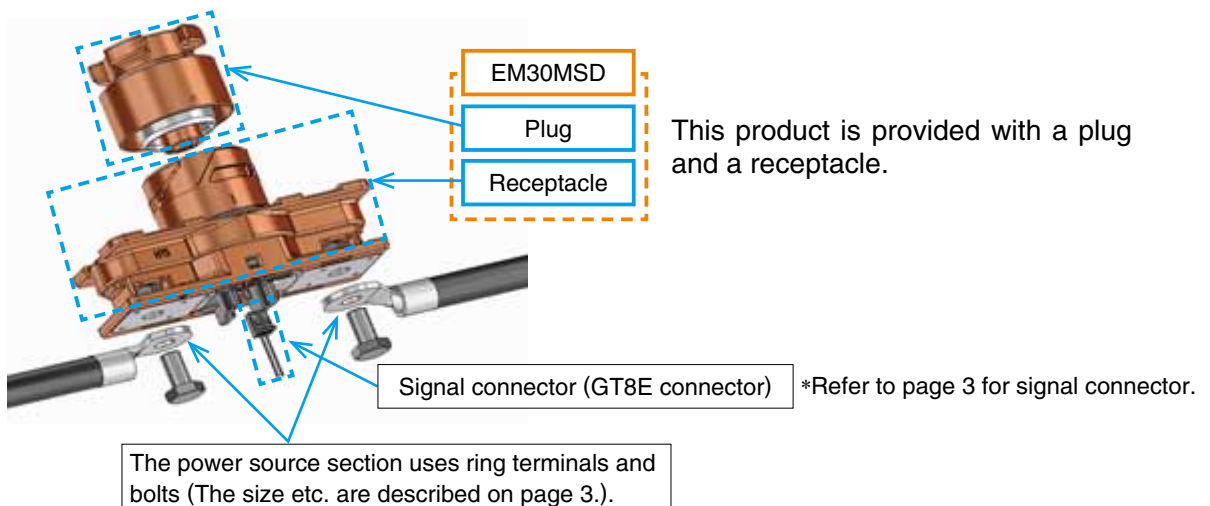 EM30MSD
Plug
Receptacle
This product is provided with a plug
and a receptacle.
Signal connector (GT8E connector)
*Refer to page 3 for signal connector.
The power source section uses ring terminals and
bolts (The size etc. are described on page 3.).